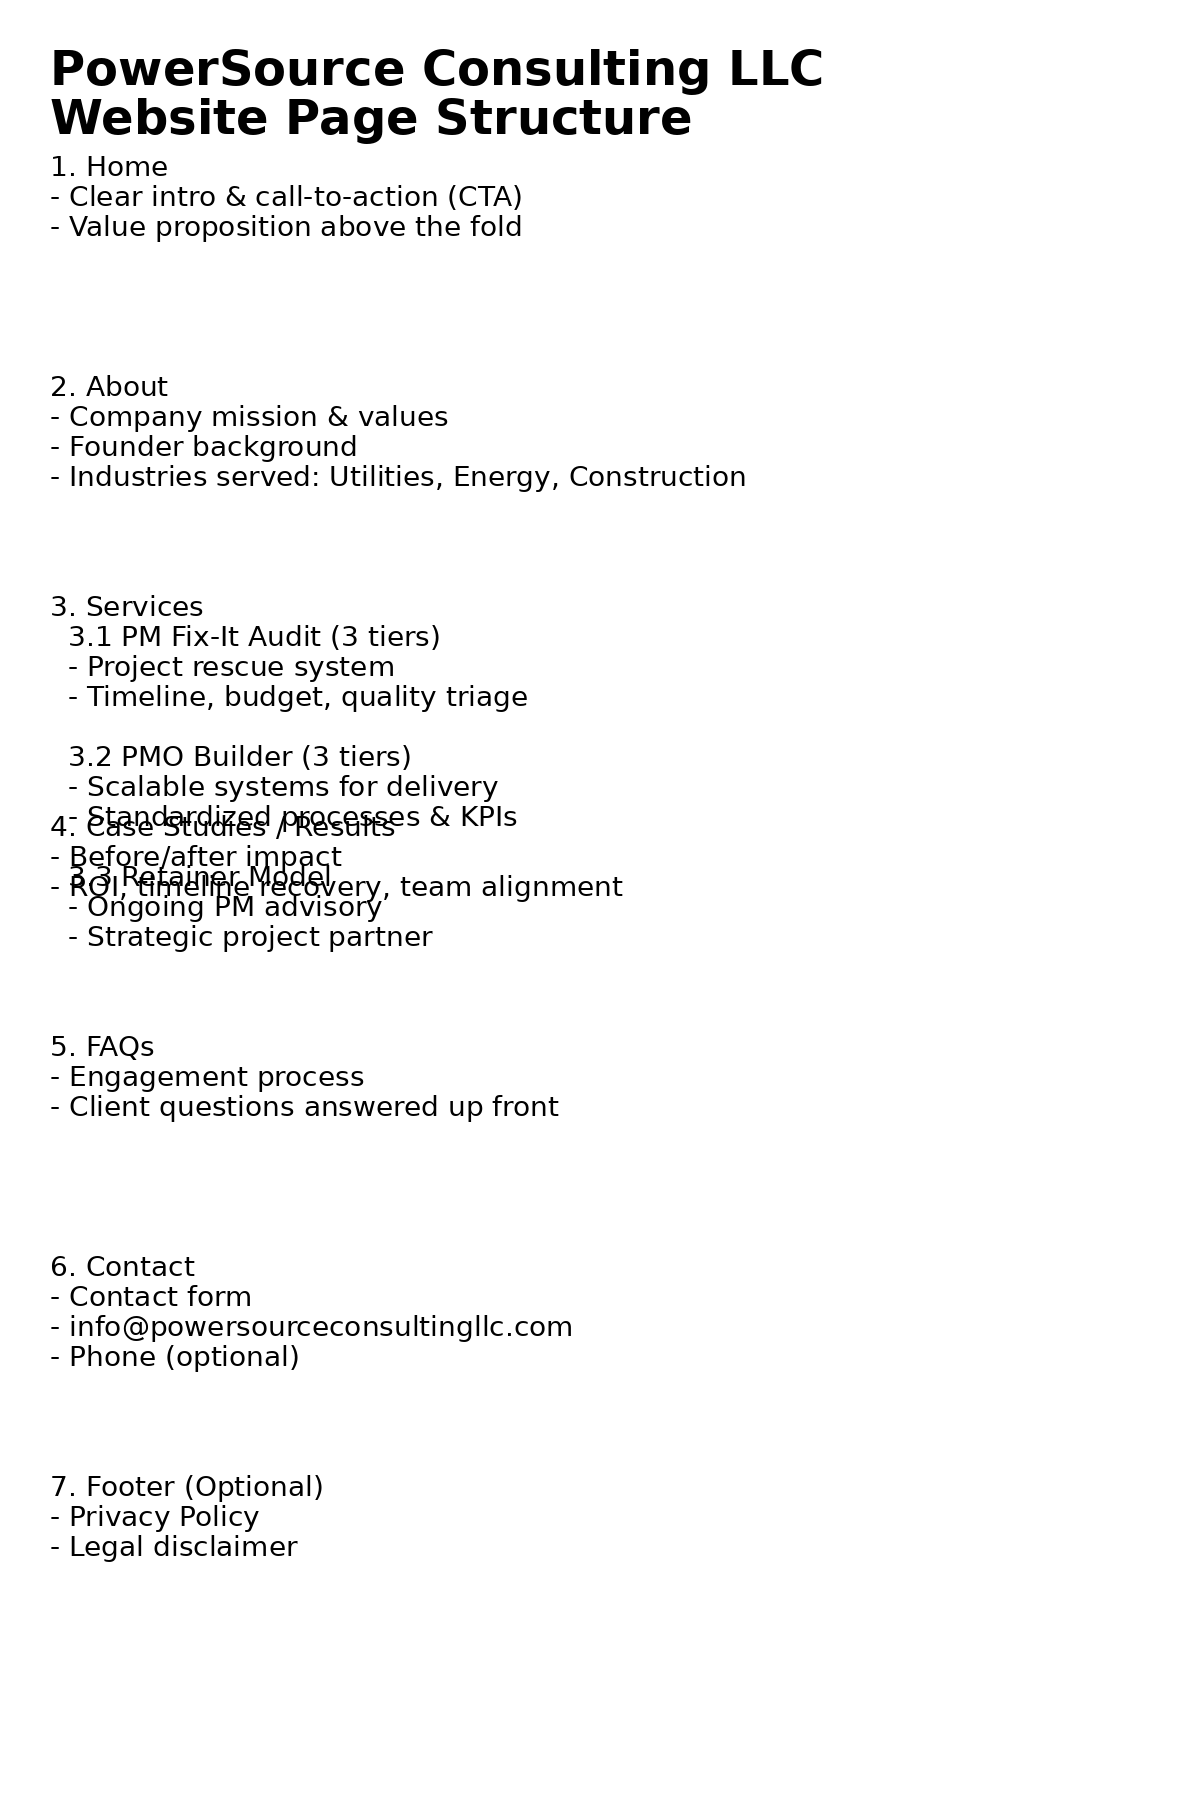 PowerSource Consulting LLC
Website Page Structure
1. Home
- Clear intro & call-to-action (CTA)
- Value proposition above the fold
2. About
- Company mission & values
- Founder background
- Industries served: Utilities, Energy, Construction
3. Services
3.1 PM Fix-It Audit (3 tiers)
- Project rescue system
- Timeline, budget, quality triage
3.2 PMO Builder (3 tiers)
- Scalable systems for delivery
- Standardized processes & KPIs
3.3 Retainer Model
- Ongoing PM advisory
- Strategic project partner
4. Case Studies / Results
- Before/after impact
- ROI, timeline recovery, team alignment
5. FAQs
- Engagement process
- Client questions answered up front
6. Contact
- Contact form
- info@powersourceconsultingllc.com
- Phone (optional)
7. Footer (Optional)
- Privacy Policy
- Legal disclaimer